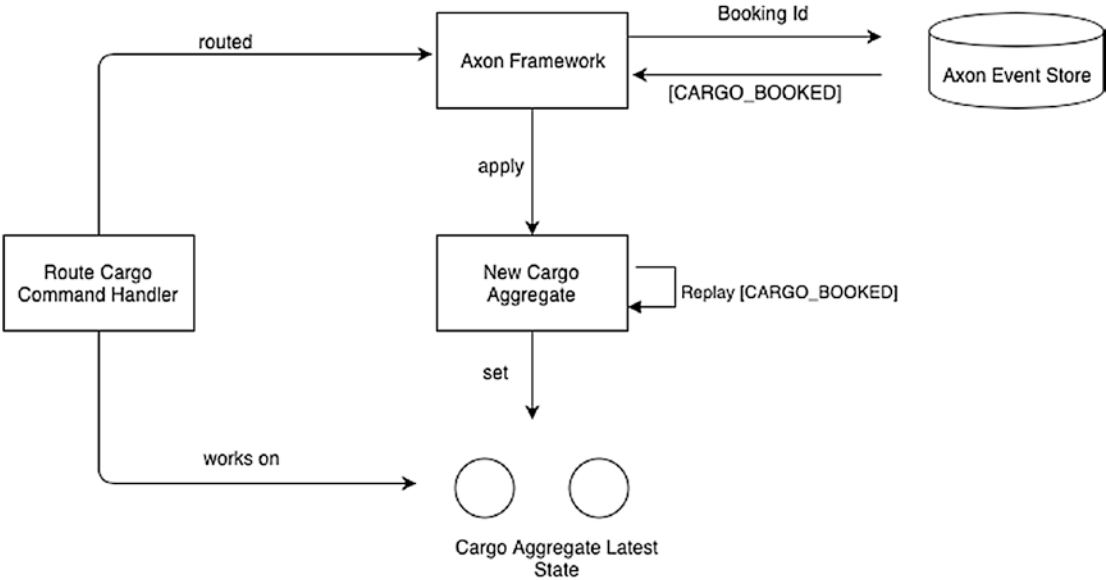 Booking Id
routed
Axon Framework
Axon Event Store
[CARGO_BOOKED]
apply
Route Cargo
Command Handler
New Cargo
Aggregate
Replay [CARGO_BOOKED]
set
works on
Cargo Aggregate Latest
State